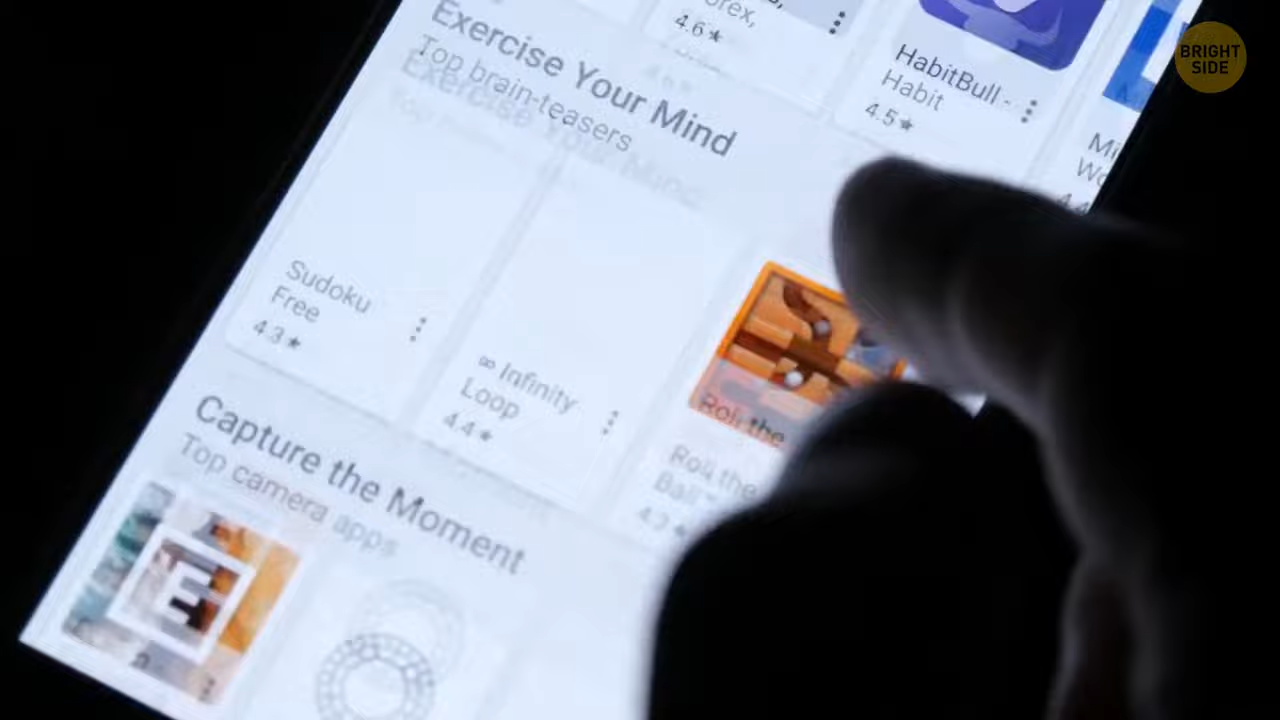 orex,
4.6★
HabitBull -
Habit
4.5★
BRIGHT
SIDE
Exercise Your Mind
Top brain-teasers
Sudoku
Free
4.3★
∞ Infinity
Loop
4.4★
Roll the
Roll the
Ball
Capture the Moment
Top camera apps
E